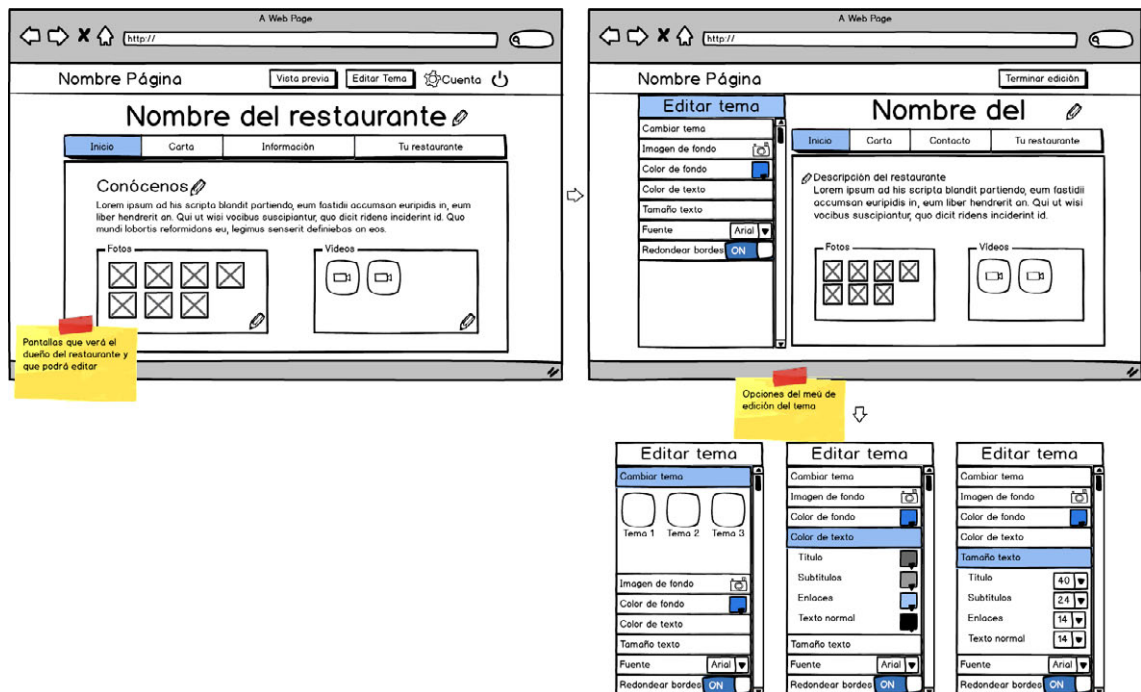 A Web Page
http://
Nombre Página
Vista previa
Editar Tema
Cuenta
Nombre del restaurante
Inicio
Carta
Información
Tu restaurante
Conócenos
Lorem ipsum ad his scripta blandit partiendo, eum fastidii accumsan euripidis in, eum
liber hendrerit an. Qui ut wisi vocibus suscipiantur, quo dicit ridens inciderint id. Quo
mundi lobortis reformidans eu, legimus senserit definiebas an eos.
Fotos
Vídeos
Pantallas que verá el
dueño del restaurante y
que podrá editar
A Web Page
http://
Nombre Página
Terminar edición
Editar tema
Cambiar tema
Imagen de fondo
Color de fondo
Color de texto
Tamaño texto
Fuente
Arial
Redondear bordes
ON
Nombre del
Inicio
Carta
Contacto
Tu restaurante
Descripción del restaurante
Lorem ipsum ad his scripta blandit partiendo, eum fastidii
accumsan euripidis in, eum liber hendrerit an. Qui ut wisi
vocibus suscipiantur, quo dicit ridens inciderint id.
Fotos
Vídeos
Opciones del meú de
edición del tema
Editar tema
Cambiar tema
Tema 1
Tema 2
Tema 3
Imagen de fondo
Color de fondo
Color de texto
Tamaño texto
Fuente
Arial
Redondear bordes
ON
Editar tema
Cambiar tema
Imagen de fondo
Color de fondo
Color de texto
Título
Subtítulos
Enlaces
Texto normal
Tamaño texto
Fuente
Arial
Redondear bordes
ON
Editar tema
Cambiar tema
Imagen de fondo
Color de fondo
Color de texto
Tamaño texto
Título
40
Subtítulos
24
Enlaces
14
Texto normal
14
Fuente
Arial
Redondear bordes
ON